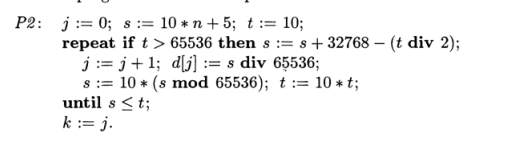 P2: j := 0; s := 10 * n + 5; t := 10;
repeat if t > 65536 then s := s + 32768 − (t div 2);
j := j + 1; d[j] := s div 65536;
s := 10 * (s mod 65536); t := 10 * t;
until s ≤ t;
k := j.